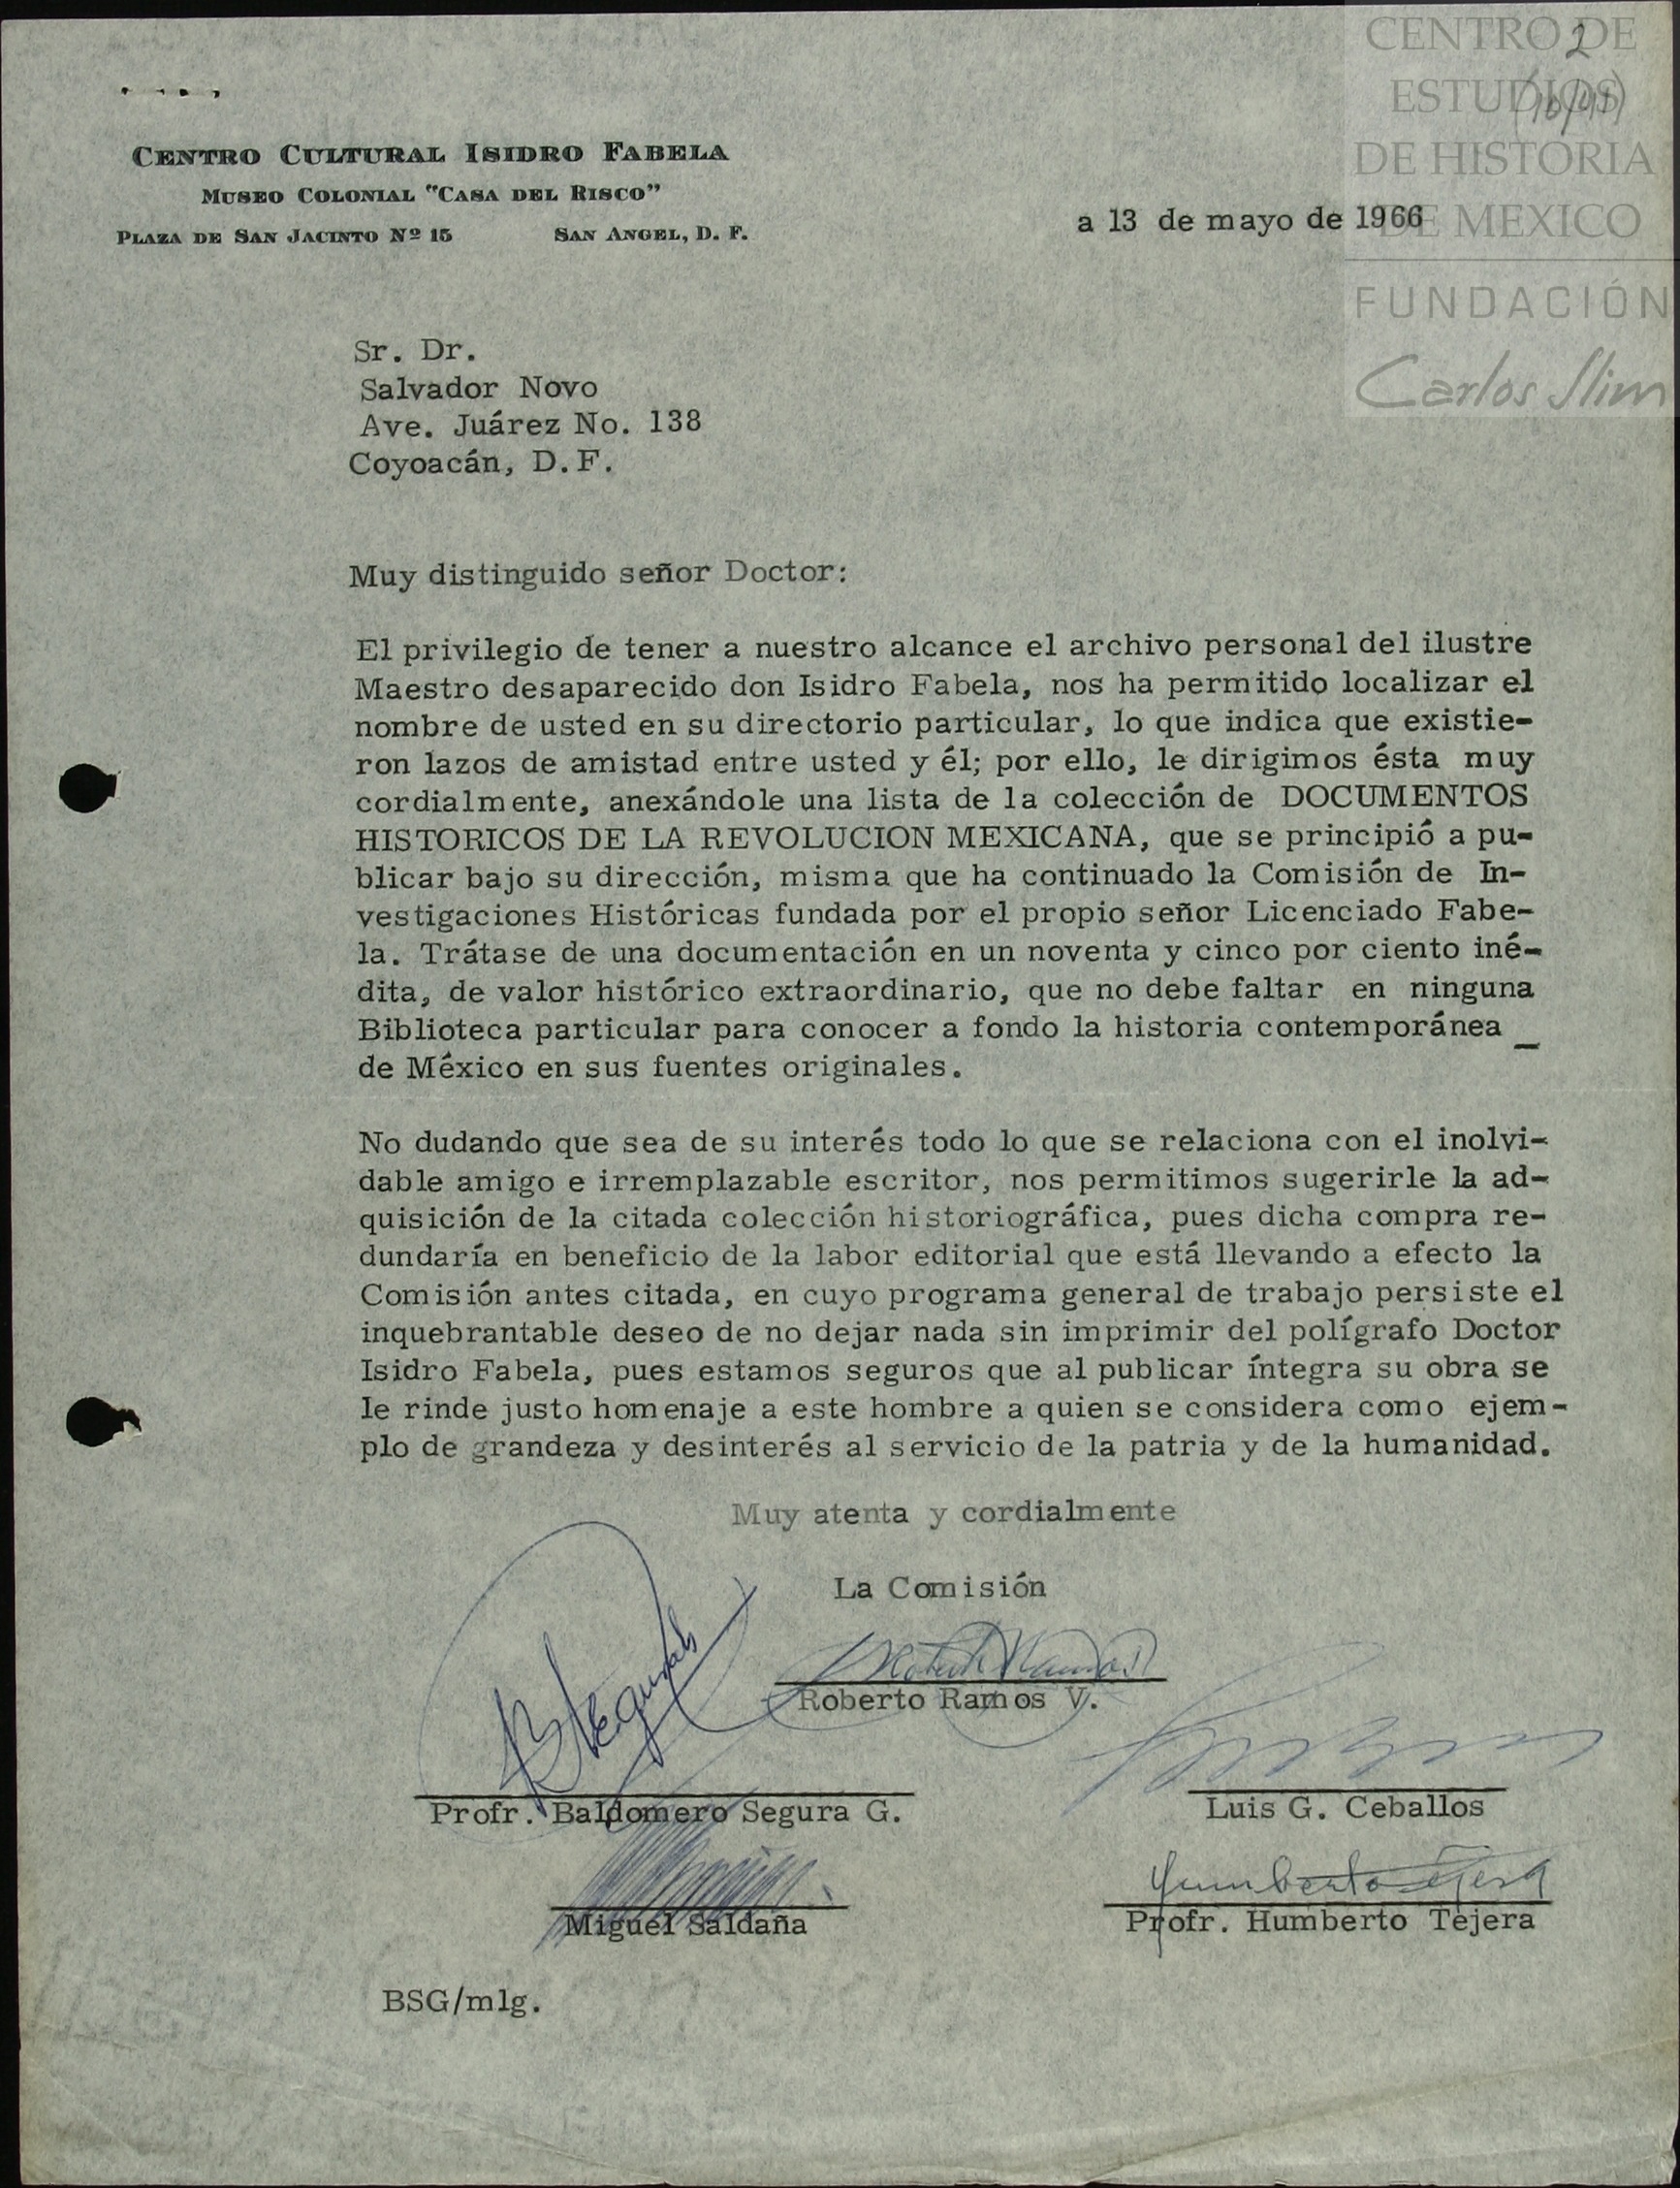 CENTRO DE
ESTUDIOS
DE HISTORIA
DE MEXICO
FUNDACIÓN
Carlos Slim
2
CENTRO CULTURAL ISIDRO FABELA
MUSEO COLONIAL "CASA DEL RISCO"
PLAZA DE SAN JACINTO Nº 15 SAN ANGEL, D. F.
a 13 de mayo de 1966
Sr. Dr.
Salvador Novo
Ave. Juárez No. 138
Coyoacán, D.F.
Muy distinguido señor Doctor:
El privilegio de tener a nuestro alcance el archivo personal del ilustre
Maestro desaparecido don Isidro Fabela, nos ha permitido localizar el
nombre de usted en su directorio particular, lo que indica que existie-
ron lazos de amistad entre usted y él; por ello, le dirigimos ésta muy
cordialmente, anexándole una lista de la colección de DOCUMENTOS
HISTORICOS DE LA REVOLUCION MEXICANA, que se principió a pu-
blicar bajo su dirección, misma que ha continuado la Comisión de In-
vestigaciones Históricas fundada por el propio señor Licenciado Fabe-
la. Trátase de una documentación en un noventa y cinco por ciento iné-
dita, de valor histórico extraordinario, que no debe faltar en ninguna
Biblioteca particular para conocer a fondo la historia contemporánea _
de México en sus fuentes originales.
No dudando que sea de su interés todo lo que se relaciona con el inolvi-
dable amigo e irremplazable escritor, nos permitimos sugerirle la ad-
quisición de la citada colección historiográfica, pues dicha compra re-
dundaría en beneficio de la labor editorial que está llevando a efecto la
Comisión antes citada, en cuyo programa general de trabajo persiste el
inquebrantable deseo de no dejar nada sin imprimir del polígrafo Doctor
Isidro Fabela, pues estamos seguros que al publicar íntegra su obra se
le rinde justo homenaje a este hombre a quien se considera como ejem-
plo de grandeza y desinterés al servicio de la patria y de la humanidad.
Muy atenta y cordialmente
La Comisión
Roberto Ramos V.
Profr. Baldomero Segura G.
Luis G. Ceballos
Humberto Tejera
Miguel Saldaña
Profr. Humberto Tejera
BSG/mlg.